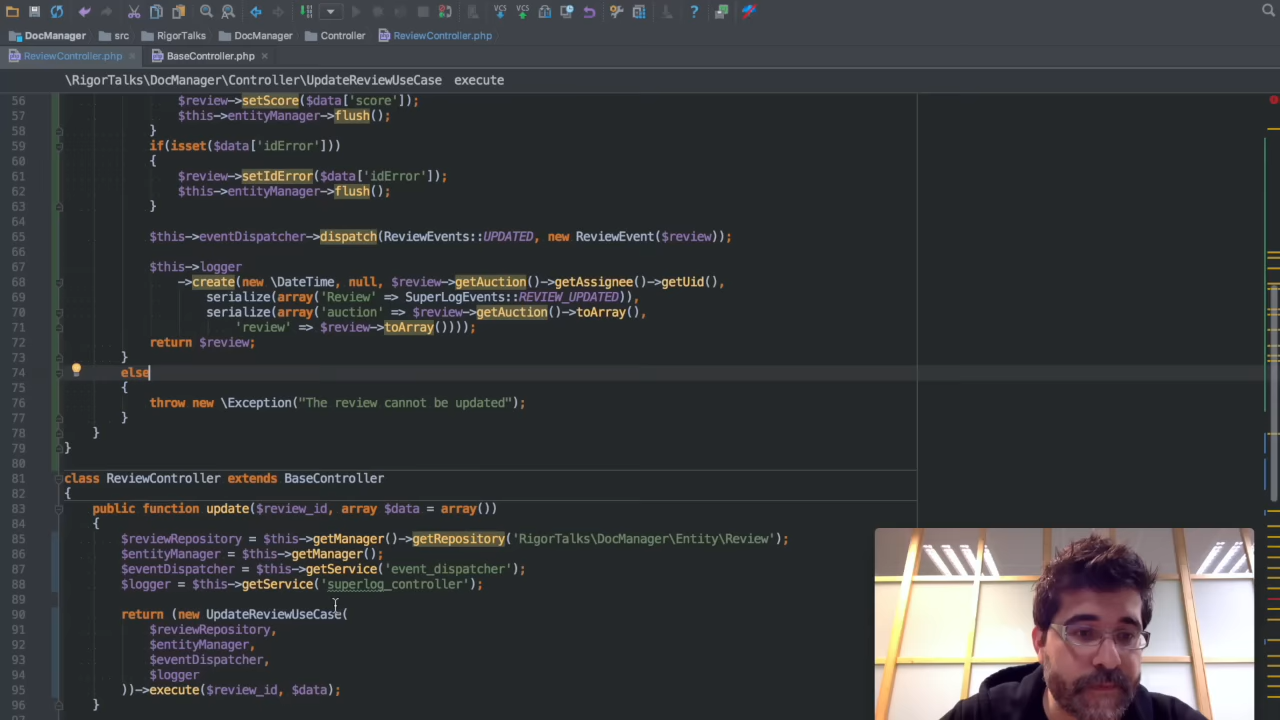 VCS VCS
DocManager src RigorTalks DocManager Controller ReviewController.php
ReviewController.php × BaseController.php ×
\RigorTalks\DocManager\Controller\UpdateReviewUseCase execute
56 $review->setScore($data['score']);
57 $this->entityManager->flush();
58 }
59 if(isset($data['idError']))
60 {
61 $review->setIdError($data['idError']);
62 $this->entityManager->flush();
63 }
64
65 $this->eventDispatcher->dispatch(ReviewEvents::UPDATED, new ReviewEvent($review));
66
67 $this->logger
68 ->create(new \DateTime, null, $review->getAuction()->getAssignee()->getUid(),
69 serialize(array('Review' => SuperLogEvents::REVIEW_UPDATED)),
70 serialize(array('auction' => $review->getAuction()->toArray(),
71 'review' => $review->toArray())));
72 return $review;
73 }
74 else
75 {
76 throw new \Exception("The review cannot be updated");
77 }
78 }
79 }
80
81 class ReviewController extends BaseController
82 {
83 public function update($review_id, array $data = array())
84 {
85 $reviewRepository = $this->getManager()->getRepository('RigorTalks\DocManager\Entity\Review');
86 $entityManager = $this->getManager();
87 $eventDispatcher = $this->getService('event_dispatcher');
88 $logger = $this->getService('superlog_controller');
89
90 return (new UpdateReviewUseCase(
91 $reviewRepository,
92 $entityManager,
93 $eventDispatcher,
94 $logger
95 ))->execute($review_id, $data);
96 }